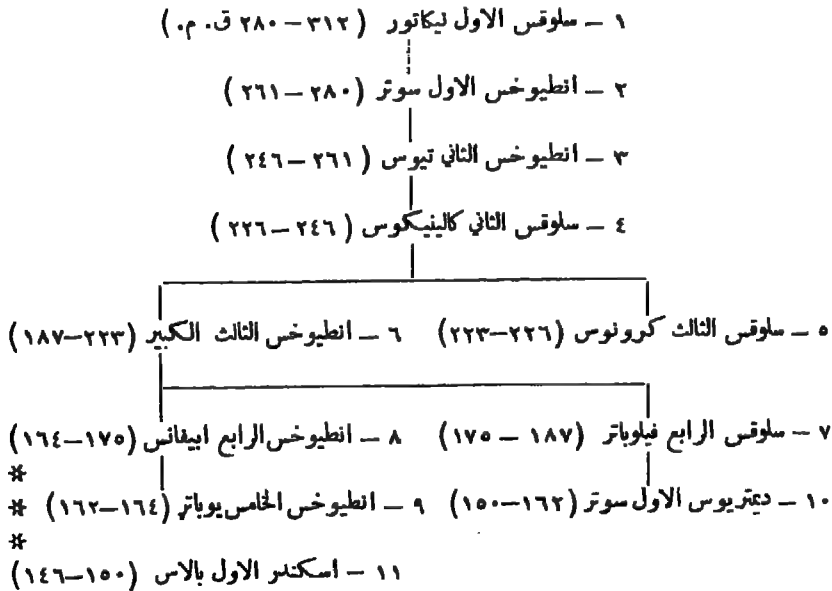 ١ – سلوقس الاول نيكاتور (٣١٢ – ٢٨٠ ق. م.)
٢ – انطيوخس الاول سوتر (٢٨٠ – ٢٦١)
٣ – انطيوخس الثاني تيوس (٢٦١ – ٢٤٦)
٤ – سلوقس الثاني كالينيكوس (٢٤٦ – ٢٢٦)
٥ – سلوقس الثالث كرونوس (٢٢٦–٢٢٣) ٦ – انطيوخس الثالث الكبير (٢٢٣–١٨٧)
٧ – سلوقس الرابع فيلوباتر (١٨٧ – ١٧٥) ٨ – انطيوخس الرابع ابيفانس (١٧٥–١٦٤)
*
١٠ – ديمتريوس الاول سوتر (١٦٢–١٥٠) ٩ – انطيوخس الخامس يوباتر (١٦٤–١٦٢) *
*
١١ – اسكندر الاول بالاس (١٥٠–١٤٦)